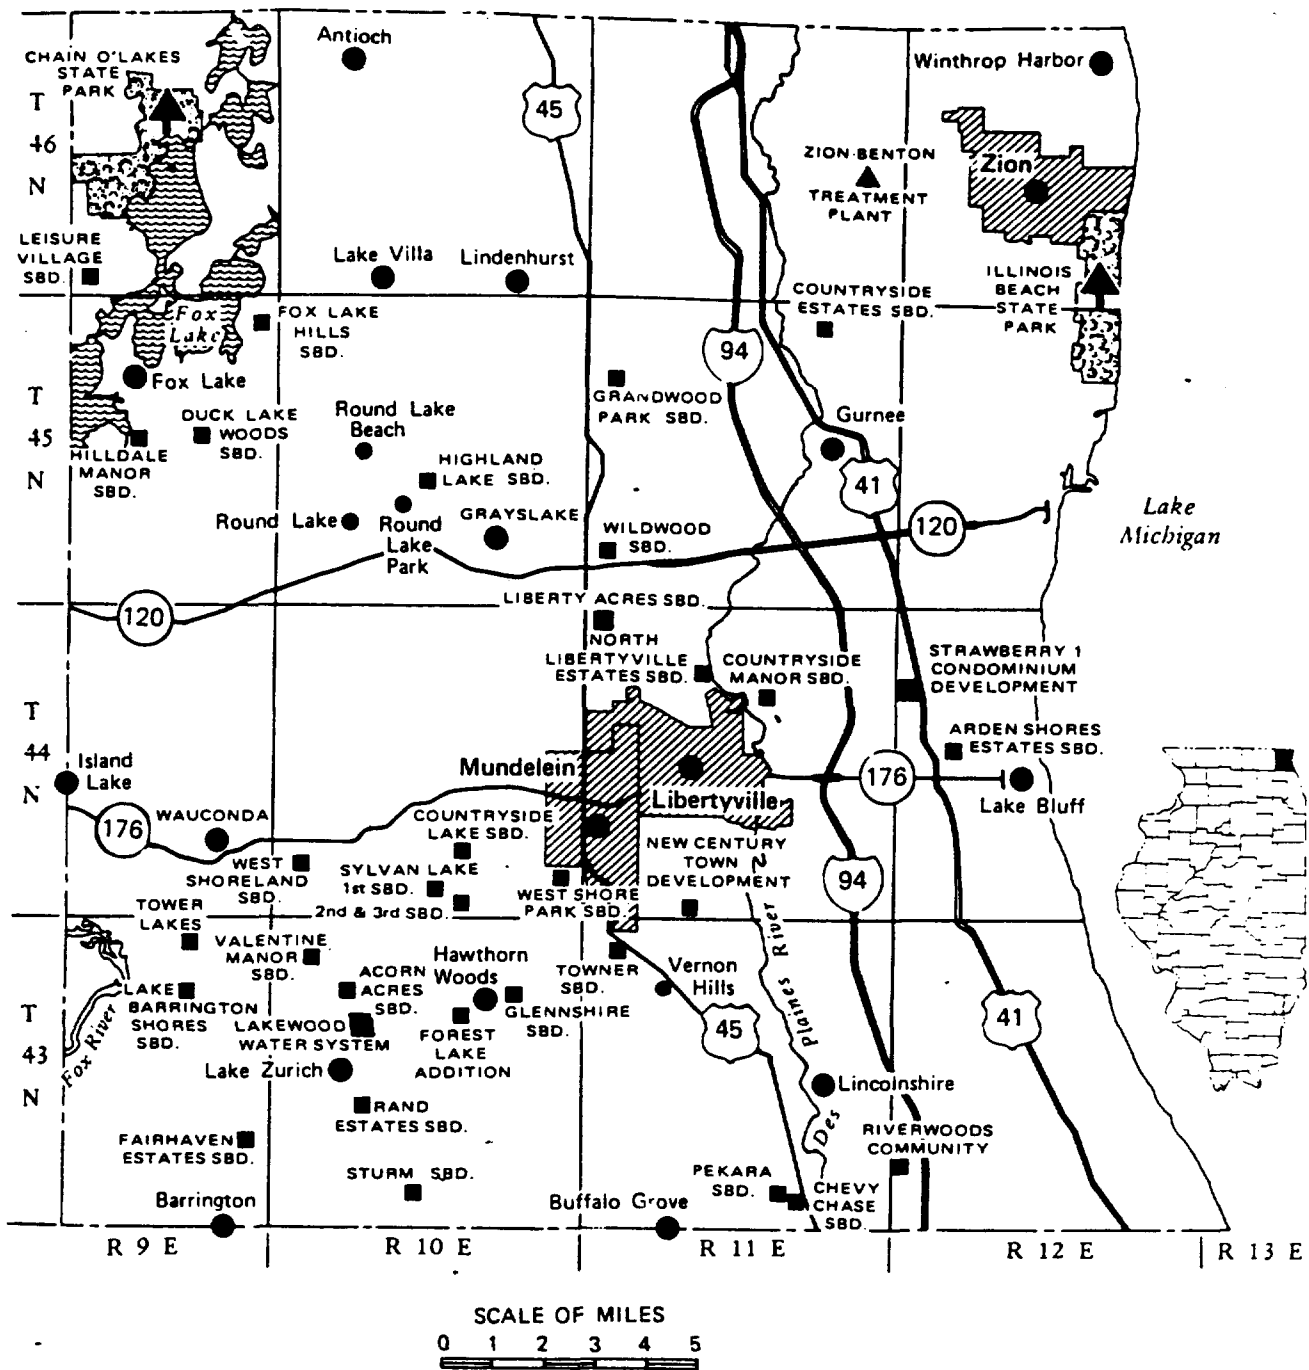 Antioch
Winthrop Harbor
CHAIN O'LAKES
STATE
PARK
T
46
N
45
ZION-BENTON
TREATMENT
PLANT
Zion
LEISURE
VILLAGE
SBD.
Lake Villa
Lindenhurst
COUNTRYSIDE
ESTATES SBD.
ILLINOIS
BEACH
STATE
PARK
Fox
Lake
FOX LAKE
HILLS
SBD.
94
Fox Lake
T
45
N
GRANDWOOD
PARK SBD.
DUCK LAKE
WOODS
SBD.
Round Lake
Beach
Gurnee
HILLDALE
MANOR
SBD.
HIGHLAND
LAKE SBD.
41
Lake
Michigan
Round Lake
Round
Lake
Park
GRAYSLAKE
WILDWOOD
SBD.
120
120
LIBERTY ACRES SBD.
NORTH
LIBERTYVILLE
ESTATES SBD.
COUNTRYSIDE
MANOR SBD.
STRAWBERRY 1
CONDOMINIUM
DEVELOPMENT
T
44
N
ARDEN SHORES
ESTATES SBD.
Island
Lake
Mundelein
176
Lake Bluff
Libertyville
176
WAUCONDA
COUNTRYSIDE
LAKE SBD.
NEW CENTURY
TOWN
DEVELOPMENT
WEST
SHORELAND
SBD.
SYLVAN LAKE
1st SBD.
2nd & 3rd SBD.
WEST SHORE
PARK SBD.
94
TOWER
LAKES
VALENTINE
MANOR
SBD.
Hawthorn
Woods
TOWNER
SBD.
Vernon
Hills
Des Plaines River
LAKE
BARRINGTON
SHORES
SBD.
ACORN
ACRES
SBD.
GLENNSHIRE
SBD.
T
43
N
Fox River
LAKEWOOD
WATER SYSTEM
FOREST
LAKE
ADDITION
45
41
Lake Zurich
Lincolnshire
RAND
ESTATES SBD.
FAIRHAVEN
ESTATES SBD.
RIVERWOODS
COMMUNITY
STURM SBD.
PEKARA
SBD.
CHEVY
CHASE
SBD.
Barrington
Buffalo Grove
R 9 E
R 10 E
R 11 E
R 12 E
R 13 E
SCALE OF MILES
0 1 2 3 4 5